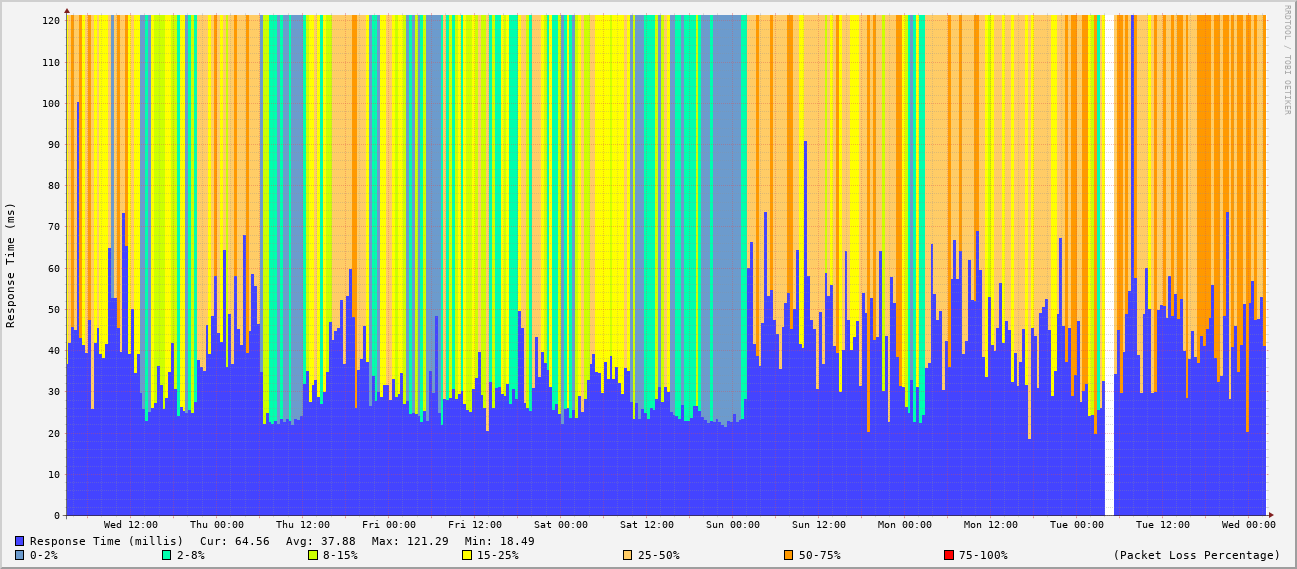 RRDTOOL / TOBI OETIKER
Response Time (ms)
120
110
100
90
80
70
60
50
40
30
20
10
0
Wed 12:00 Thu 00:00 Thu 12:00 Fri 00:00 Fri 12:00 Sat 00:00 Sat 12:00 Sun 00:00 Sun 12:00 Mon 00:00 Mon 12:00 Tue 00:00 Tue 12:00 Wed 00:00
Response Time (millis) Cur: 64.56 Avg: 37.88 Max: 121.29 Min: 18.49
0-2% 2-8% 8-15% 15-25% 25-50% 50-75% 75-100% (Packet Loss Percentage)